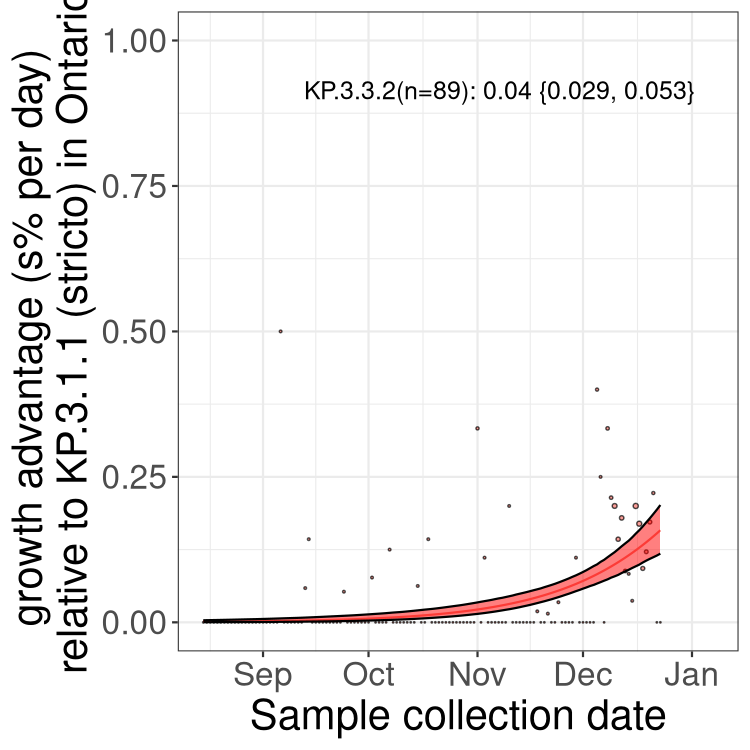 growth advantage (s% per day)
relative to KP.3.1.1 (stricto) in Ontario
1.00
0.75
0.50
0.25
0.00
KP.3.3.2(n=89): 0.04 {0.029, 0.053}
Sep Oct Nov Dec Jan
Sample collection date